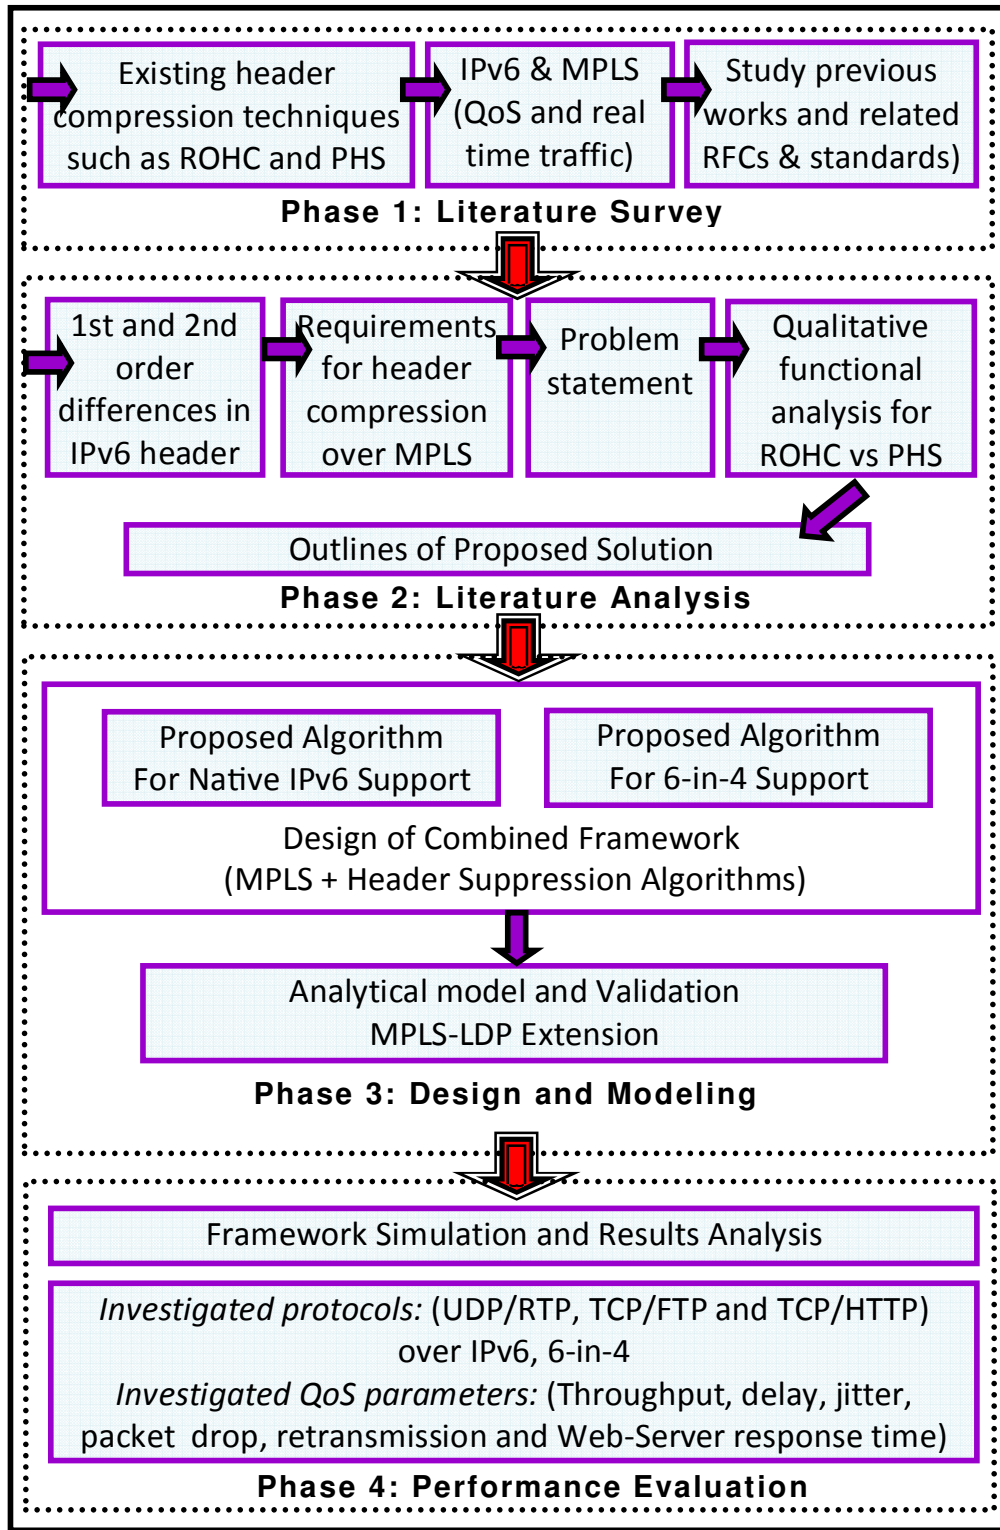 Existing header
compression techniques
such as ROHC and PHS
IPv6 & MPLS
(QoS and real
time traffic)
Study previous
works and related
RFCs & standards)
Phase 1: Literature Survey
1st and 2nd
order
differences in
IPv6 header
Requirements
for header
compression
over MPLS
Problem
statement
Qualitative
functional
analysis for
ROHC vs PHS
Outlines of Proposed Solution
Phase 2: Literature Analysis
Proposed Algorithm
For Native IPv6 Support
Proposed Algorithm
For 6-in-4 Support
Design of Combined Framework
(MPLS + Header Suppression Algorithms)
Analytical model and Validation
MPLS-LDP Extension
Phase 3: Design and Modeling
Framework Simulation and Results Analysis
Investigated protocols: (UDP/RTP, TCP/FTP and TCP/HTTP)
over IPv6, 6-in-4
Investigated QoS parameters: (Throughput, delay, jitter,
packet drop, retransmission and Web-Server response time)
Phase 4: Performance Evaluation